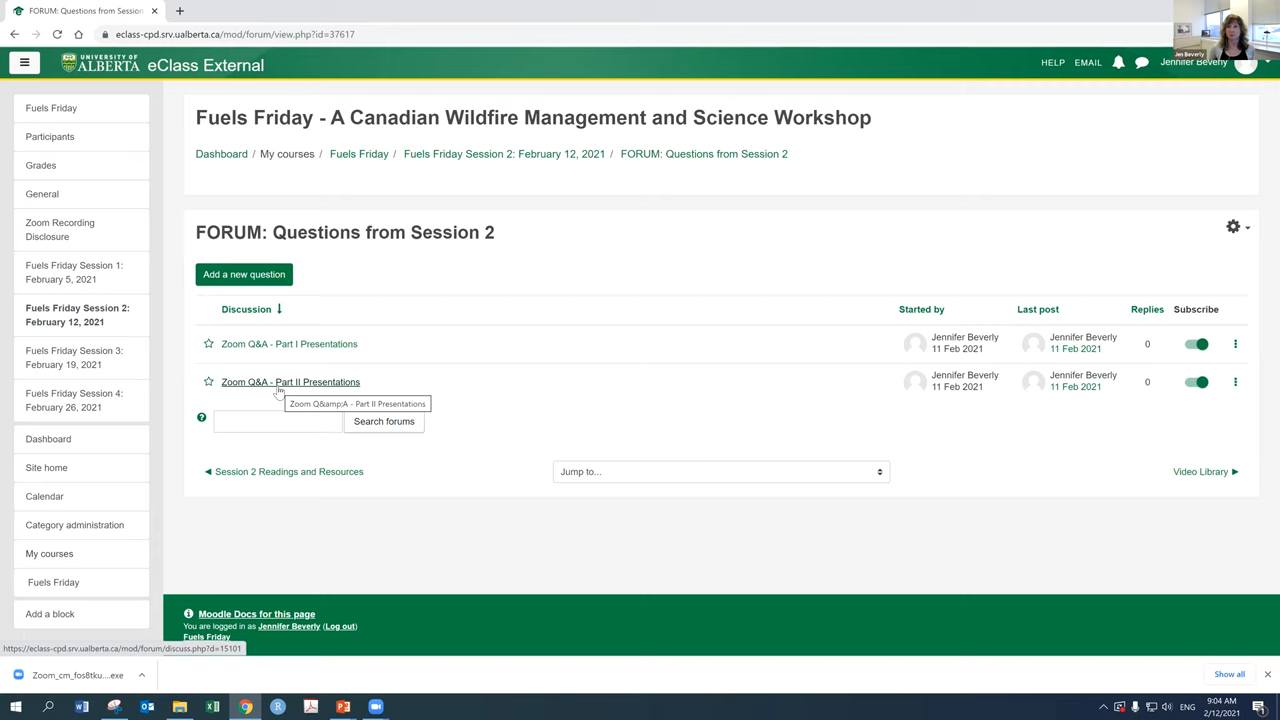 FORUM: Questions from Session
eclass-cpd.srv.ualberta.ca/mod/forum/view.php?id=37617
Jen Beverly
UNIVERSITY OF
ALBERTA
eClass External
HELP
EMAIL
Jennifer Beverly
Fuels Friday
Participants
Grades
General
Zoom Recording
Disclosure
Fuels Friday Session 1:
February 5, 2021
Fuels Friday Session 2:
February 12, 2021
Fuels Friday Session 3:
February 19, 2021
Fuels Friday Session 4:
February 26, 2021
Dashboard
Site home
Calendar
Category administration
My courses
Fuels Friday
Add a block
Fuels Friday - A Canadian Wildfire Management and Science Workshop
Dashboard / My courses / Fuels Friday / Fuels Friday Session 2: February 12, 2021 / FORUM: Questions from Session 2
FORUM: Questions from Session 2
Add a new question
Discussion Started by Last post Replies Subscribe
Zoom Q&A - Part I Presentations
Jennifer Beverly
11 Feb 2021
Jennifer Beverly
11 Feb 2021
0
Zoom Q&A - Part II Presentations
Jennifer Beverly
11 Feb 2021
Jennifer Beverly
11 Feb 2021
0
Zoom Q&amp;A - Part II Presentations
Search forums
Session 2 Readings and Resources
Jump to...
Video Library
Moodle Docs for this page
You are logged in as Jennifer Beverly (Log out)
Fuels Friday
https://eclass-cpd.srv.ualberta.ca/mod/forum/discuss.php?d=15101
Zoom_cm_fos8tku....exe
Show all
ENG
9:04 AM
2/12/2021